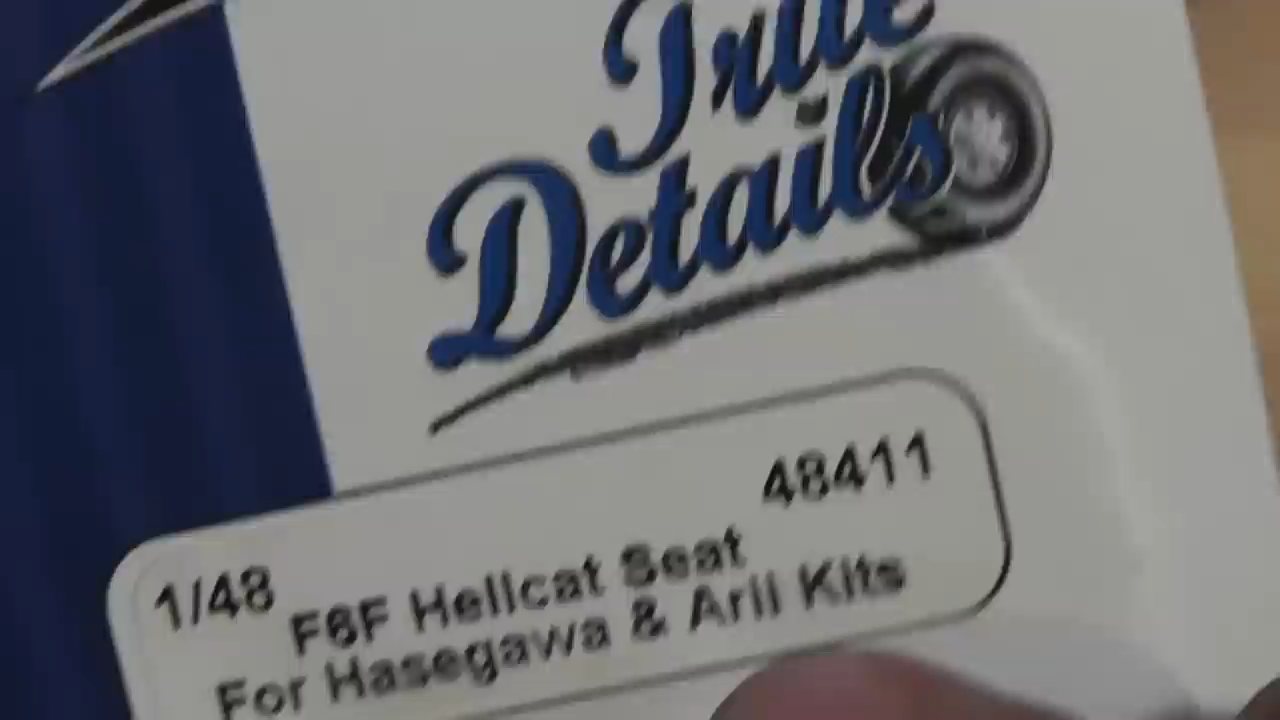 True
Details
1/48
48411
F6F Hellcat Seat
For Hasegawa & Arii Kits